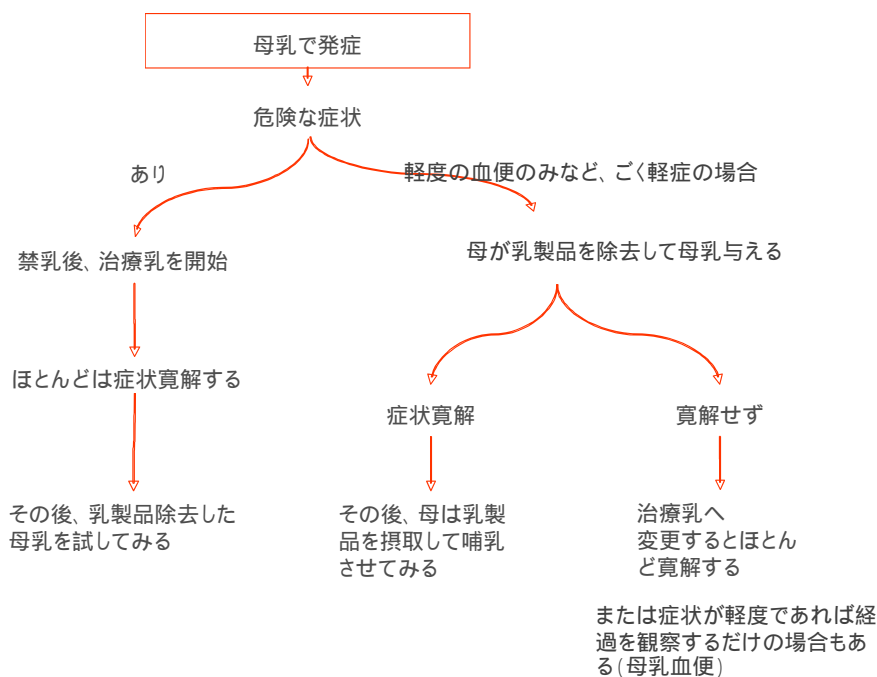 母乳で発症
危険な症状
あり
軽度の血便のみなど、ごく軽症の場合
禁乳後、治療乳を開始
母が乳製品を除去して母乳与える
ほとんどは症状寛解する
症状寛解
寛解せず
その後、乳製品除去した
母乳を試してみる
その後、母は乳製
品を摂取して哺乳
させてみる
治療乳へ
変更するとほとん
ど寛解する
または症状が軽度であれば経
過を観察するだけの場合もあ
る(母乳血便)